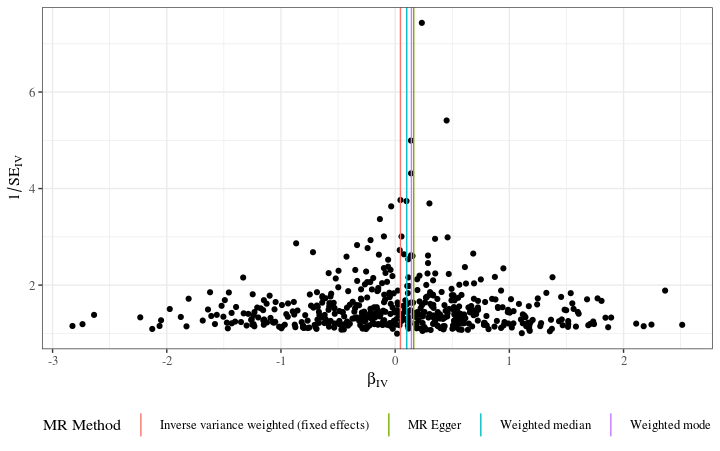 1/SE_IV
6
4
2
-3 -2 -1 0 1 2
β_IV
MR Method Inverse variance weighted (fixed effects) MR Egger Weighted median Weighted mode